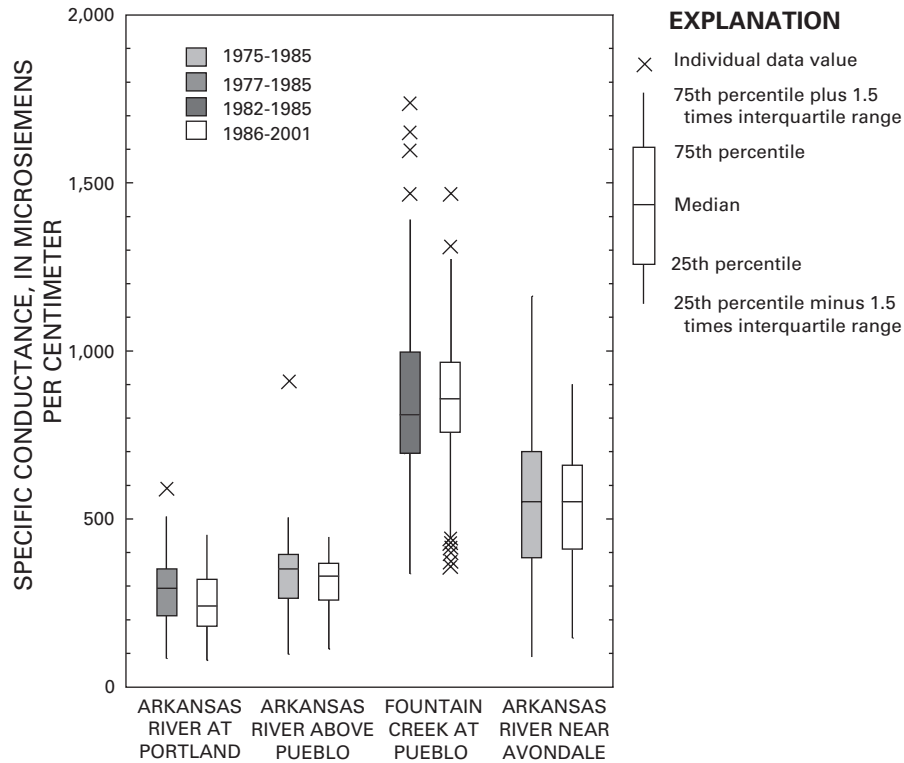 SPECIFIC CONDUCTANCE, IN MICROSIEMENS
PER CENTIMETER
2,000
1,500
1,000
500
0
1975-1985
1977-1985
1982-1985
1986-2001
ARKANSAS
RIVER AT
PORTLAND
ARKANSAS
RIVER ABOVE
PUEBLO
FOUNTAIN
CREEK AT
PUEBLO
ARKANSAS
RIVER NEAR
AVONDALE
EXPLANATION
Individual data value
75th percentile plus 1.5
times interquartile range
75th percentile
Median
25th percentile
25th percentile minus 1.5
times interquartile range